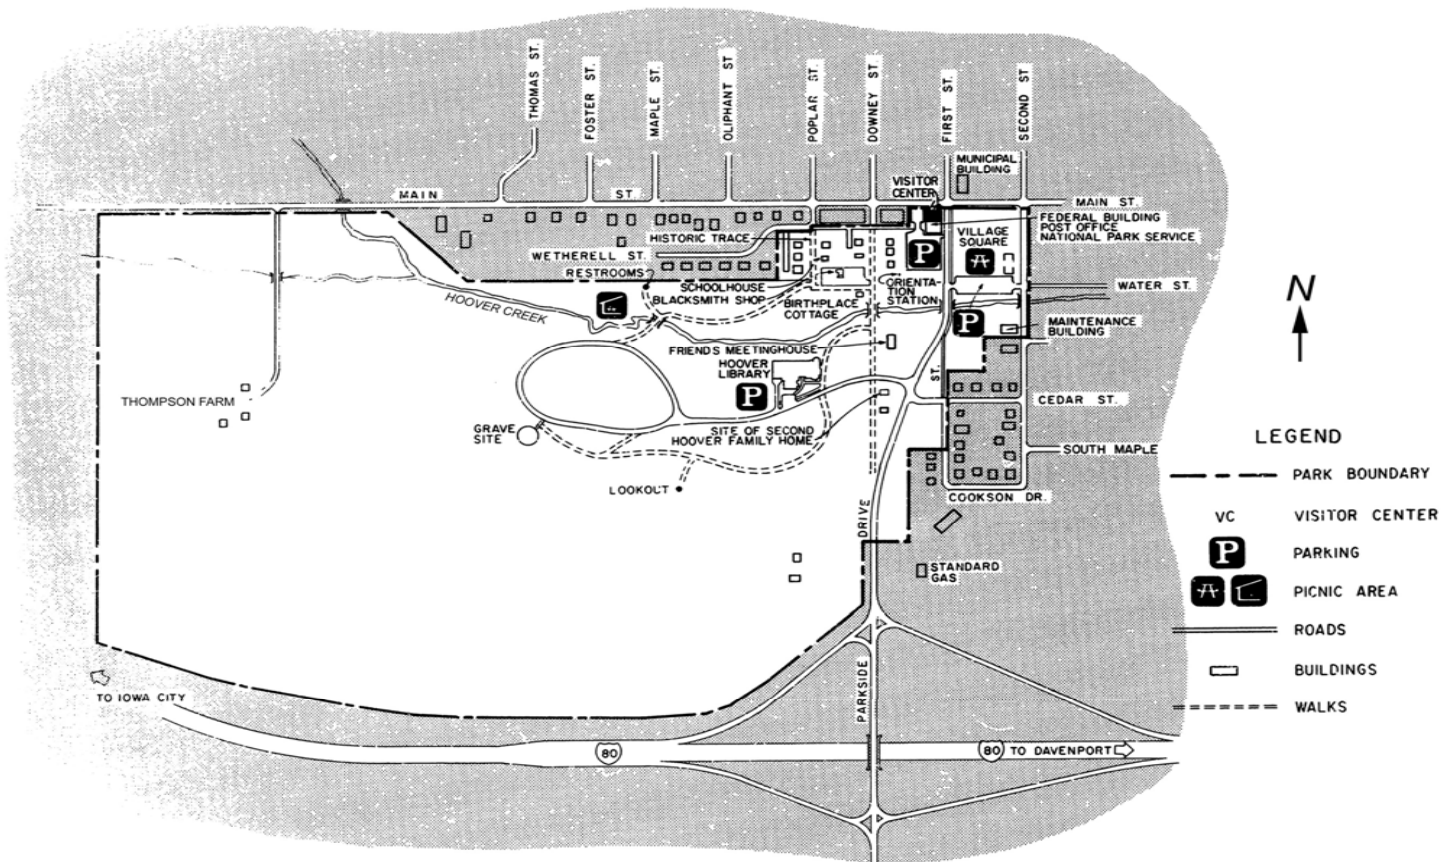 THOMAS ST.
FOSTER ST.
MAPLE ST.
OLIPHANT ST.
POPLAR ST.
DOWNEY ST.
FIRST ST.
SECOND ST
MUNICIPAL
BUILDING
VISITOR
CENTER
MAIN ST.
MAIN ST.
FEDERAL BUILDING
POST OFFICE
NATIONAL PARK SERVICE
HISTORIC TRACE
VILLAGE
SQUARE
P
WETHERELL ST.
RESTROOMS
SCHOOLHOUSE
BLACKSMITH SHOP
ORIENTA-
TION
STATION
WATER ST.
HOOVER CREEK
BIRTHPLACE
COTTAGE
P
MAINTENANCE
BUILDING
FRIENDS MEETINGHOUSE
HOOVER
LIBRARY
ST.
P
THOMPSON FARM
CEDAR ST.
GRAVE
SITE
SITE OF SECOND
HOOVER FAMILY HOME
SOUTH MAPLE
LOOKOUT
COOKSON DR.
DRIVE
STANDARD
GAS
PARKSIDE
TO IOWA CITY
80
80 TO DAVENPORT
N
LEGEND
PARK BOUNDARY
VC VISITOR CENTER
P PARKING
PICNIC AREA
ROADS
BUILDINGS
WALKS